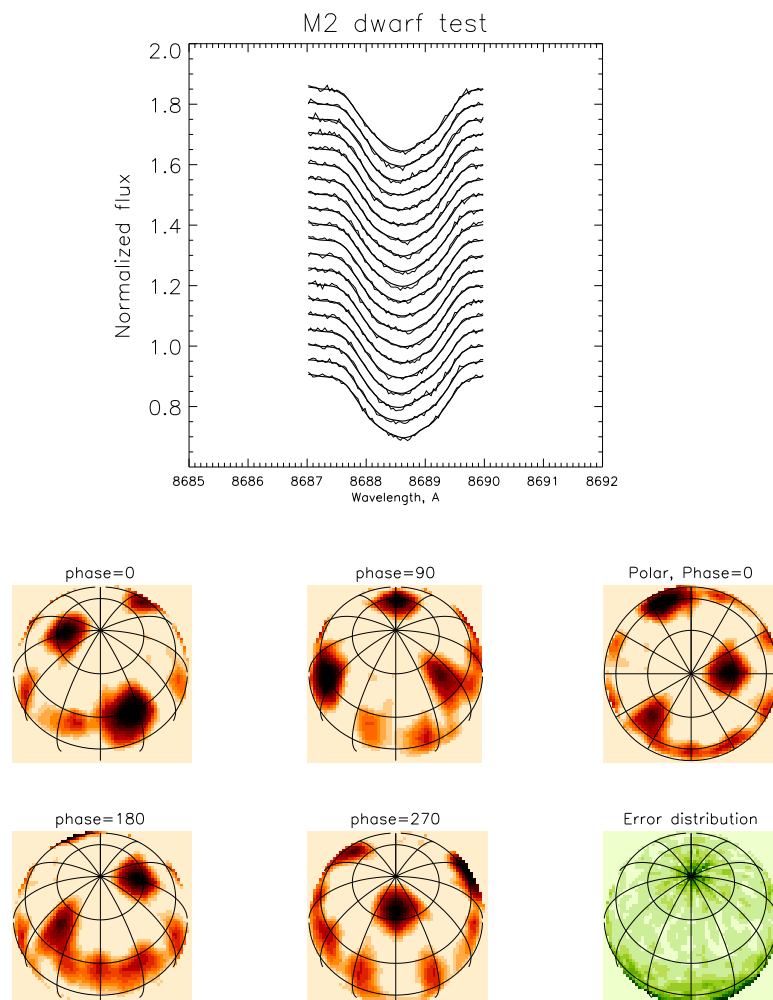 M2 dwarf test
Normalized flux
2.0
1.8
1.6
1.4
1.2
1.0
0.8
8685 8686 8687 8688 8689 8690 8691 8692
Wavelength, A
phase=0 phase=90 Polar, Phase=0
phase=180 phase=270 Error distribution